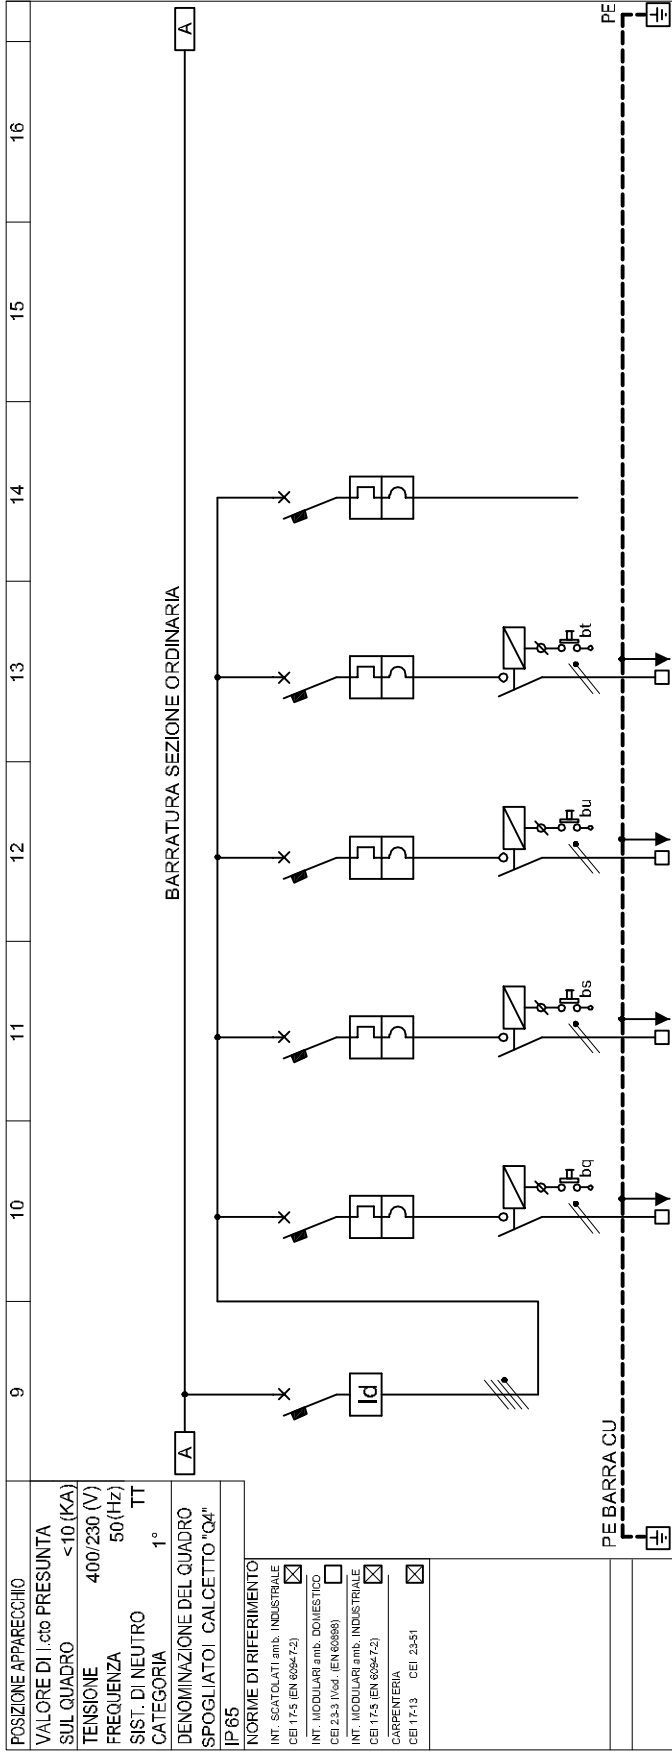 POSIZIONE APPARECCHIO
9
10
11
12
13
14
15
16
VALORE DI I.cto PRESUNTA
SUL QUADRO <10 (KA)
TENSIONE 400/230 (V)
FREQUENZA 50(Hz)
SIST. DI NEUTRO TT
CATEGORIA 1°
DENOMINAZIONE DEL QUADRO
SPOGLIATOI CALCETTO "Q4"
IP65
NORME DI RIFERIMENTO
INT. SCATOLATI amb. INDUSTRIALE
CEI 17-5 (EN 60947-2)
INT. MODULARI amb. DOMESTICO
CEI 23-3 IVed. (EN 60898)
INT. MODULARI amb. INDUSTRIALE
CEI 17-5 (EN 60947-2)
CARPENTERIA
CEI 17-13 CEI 23-51
A
BARRATURA SEZIONE ORDINARIA
A
Id
bq
bs
bu
bt
PE BARRA CU
PE